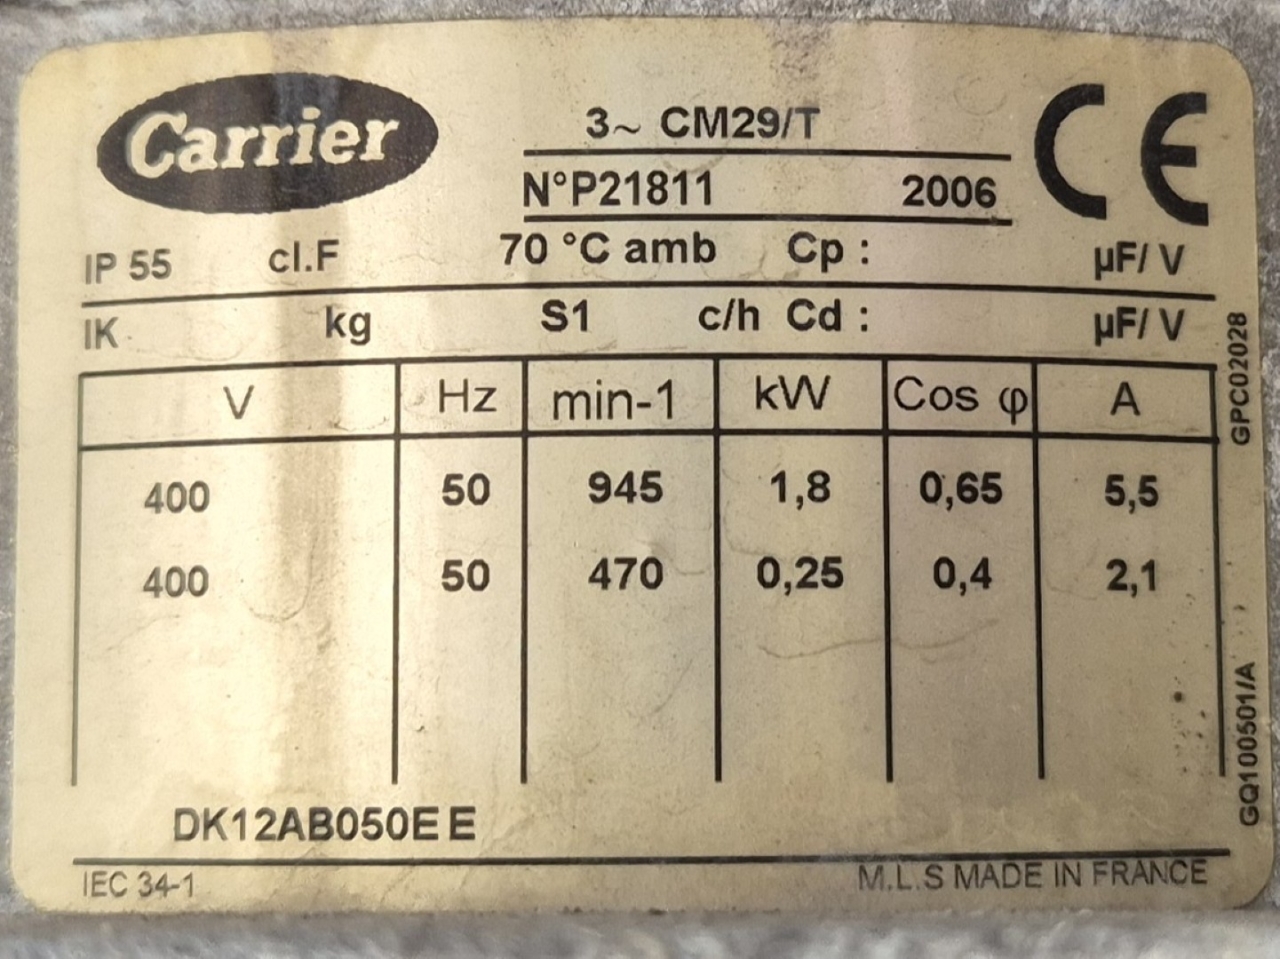 Carrier
3~ CM29/T
N°P21811 2006
CE
IP 55 cl.F 70 °C amb Cp : µF/ V
IK kg S1 c/h Cd : µF/ V
V Hz min-1 kW Cos φ A
400 50 945 1,8 0,65 5,5
400 50 470 0,25 0,4 2,1
DK12AB050EE
IEC 34-1 M.L.S MADE IN FRANCE
GPC02028
GQ100501/A